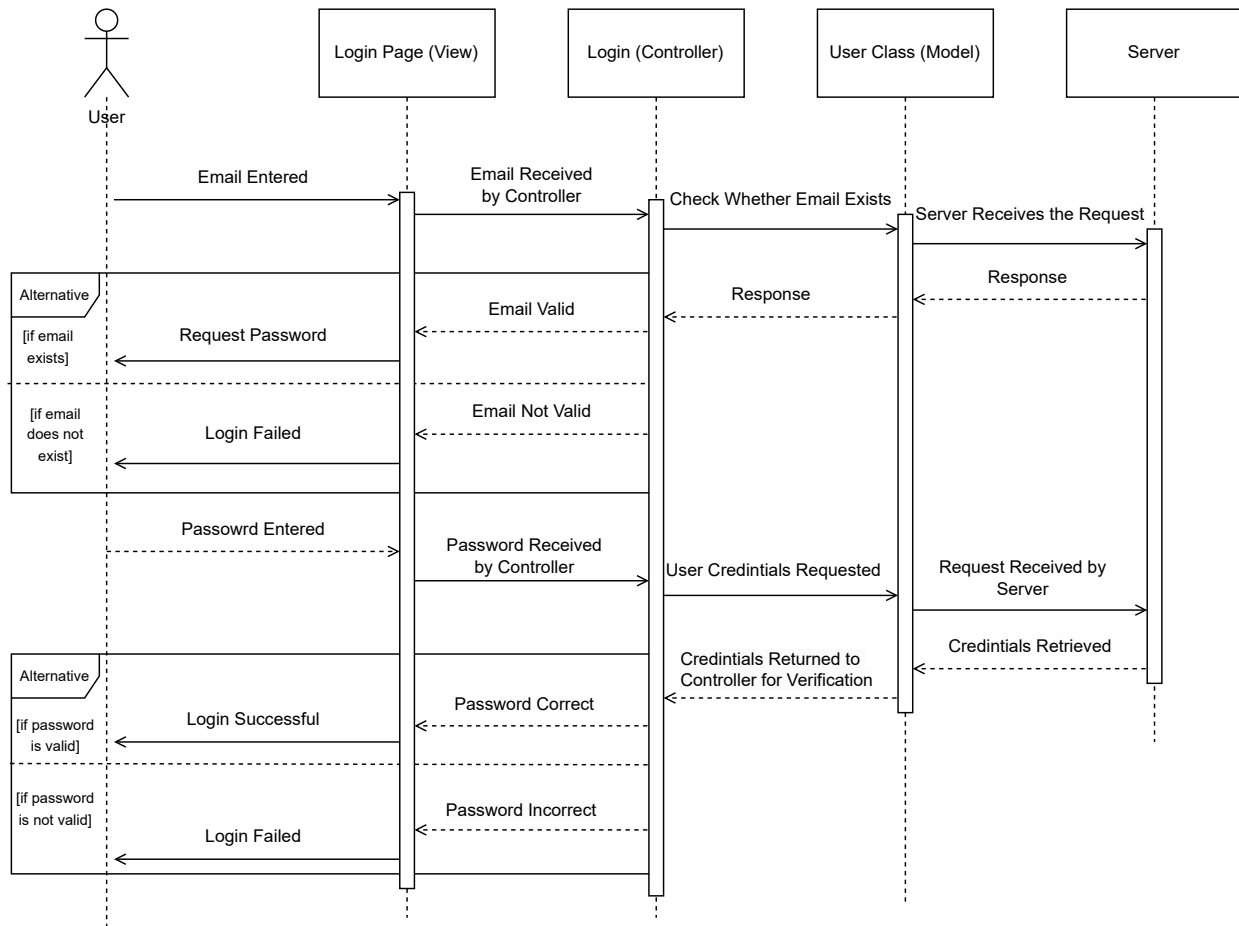 Login Page (View)
Login (Controller)
User Class (Model)
Server
User
Email Entered
Email Received
by Controller
Check Whether Email Exists
Server Receives the Request
Alternative
Response
Response
Email Valid
[if email
exists]
Request Password
Email Not Valid
[if email
does not
exist]
Login Failed
Passowrd Entered
Password Received
by Controller
User Credintials Requested
Request Received by
Server
Credintials Retrieved
Alternative
Credintials Returned to
Controller for Verification
Password Correct
Login Successful
[if password
is valid]
[if password
is not valid]
Password Incorrect
Login Failed